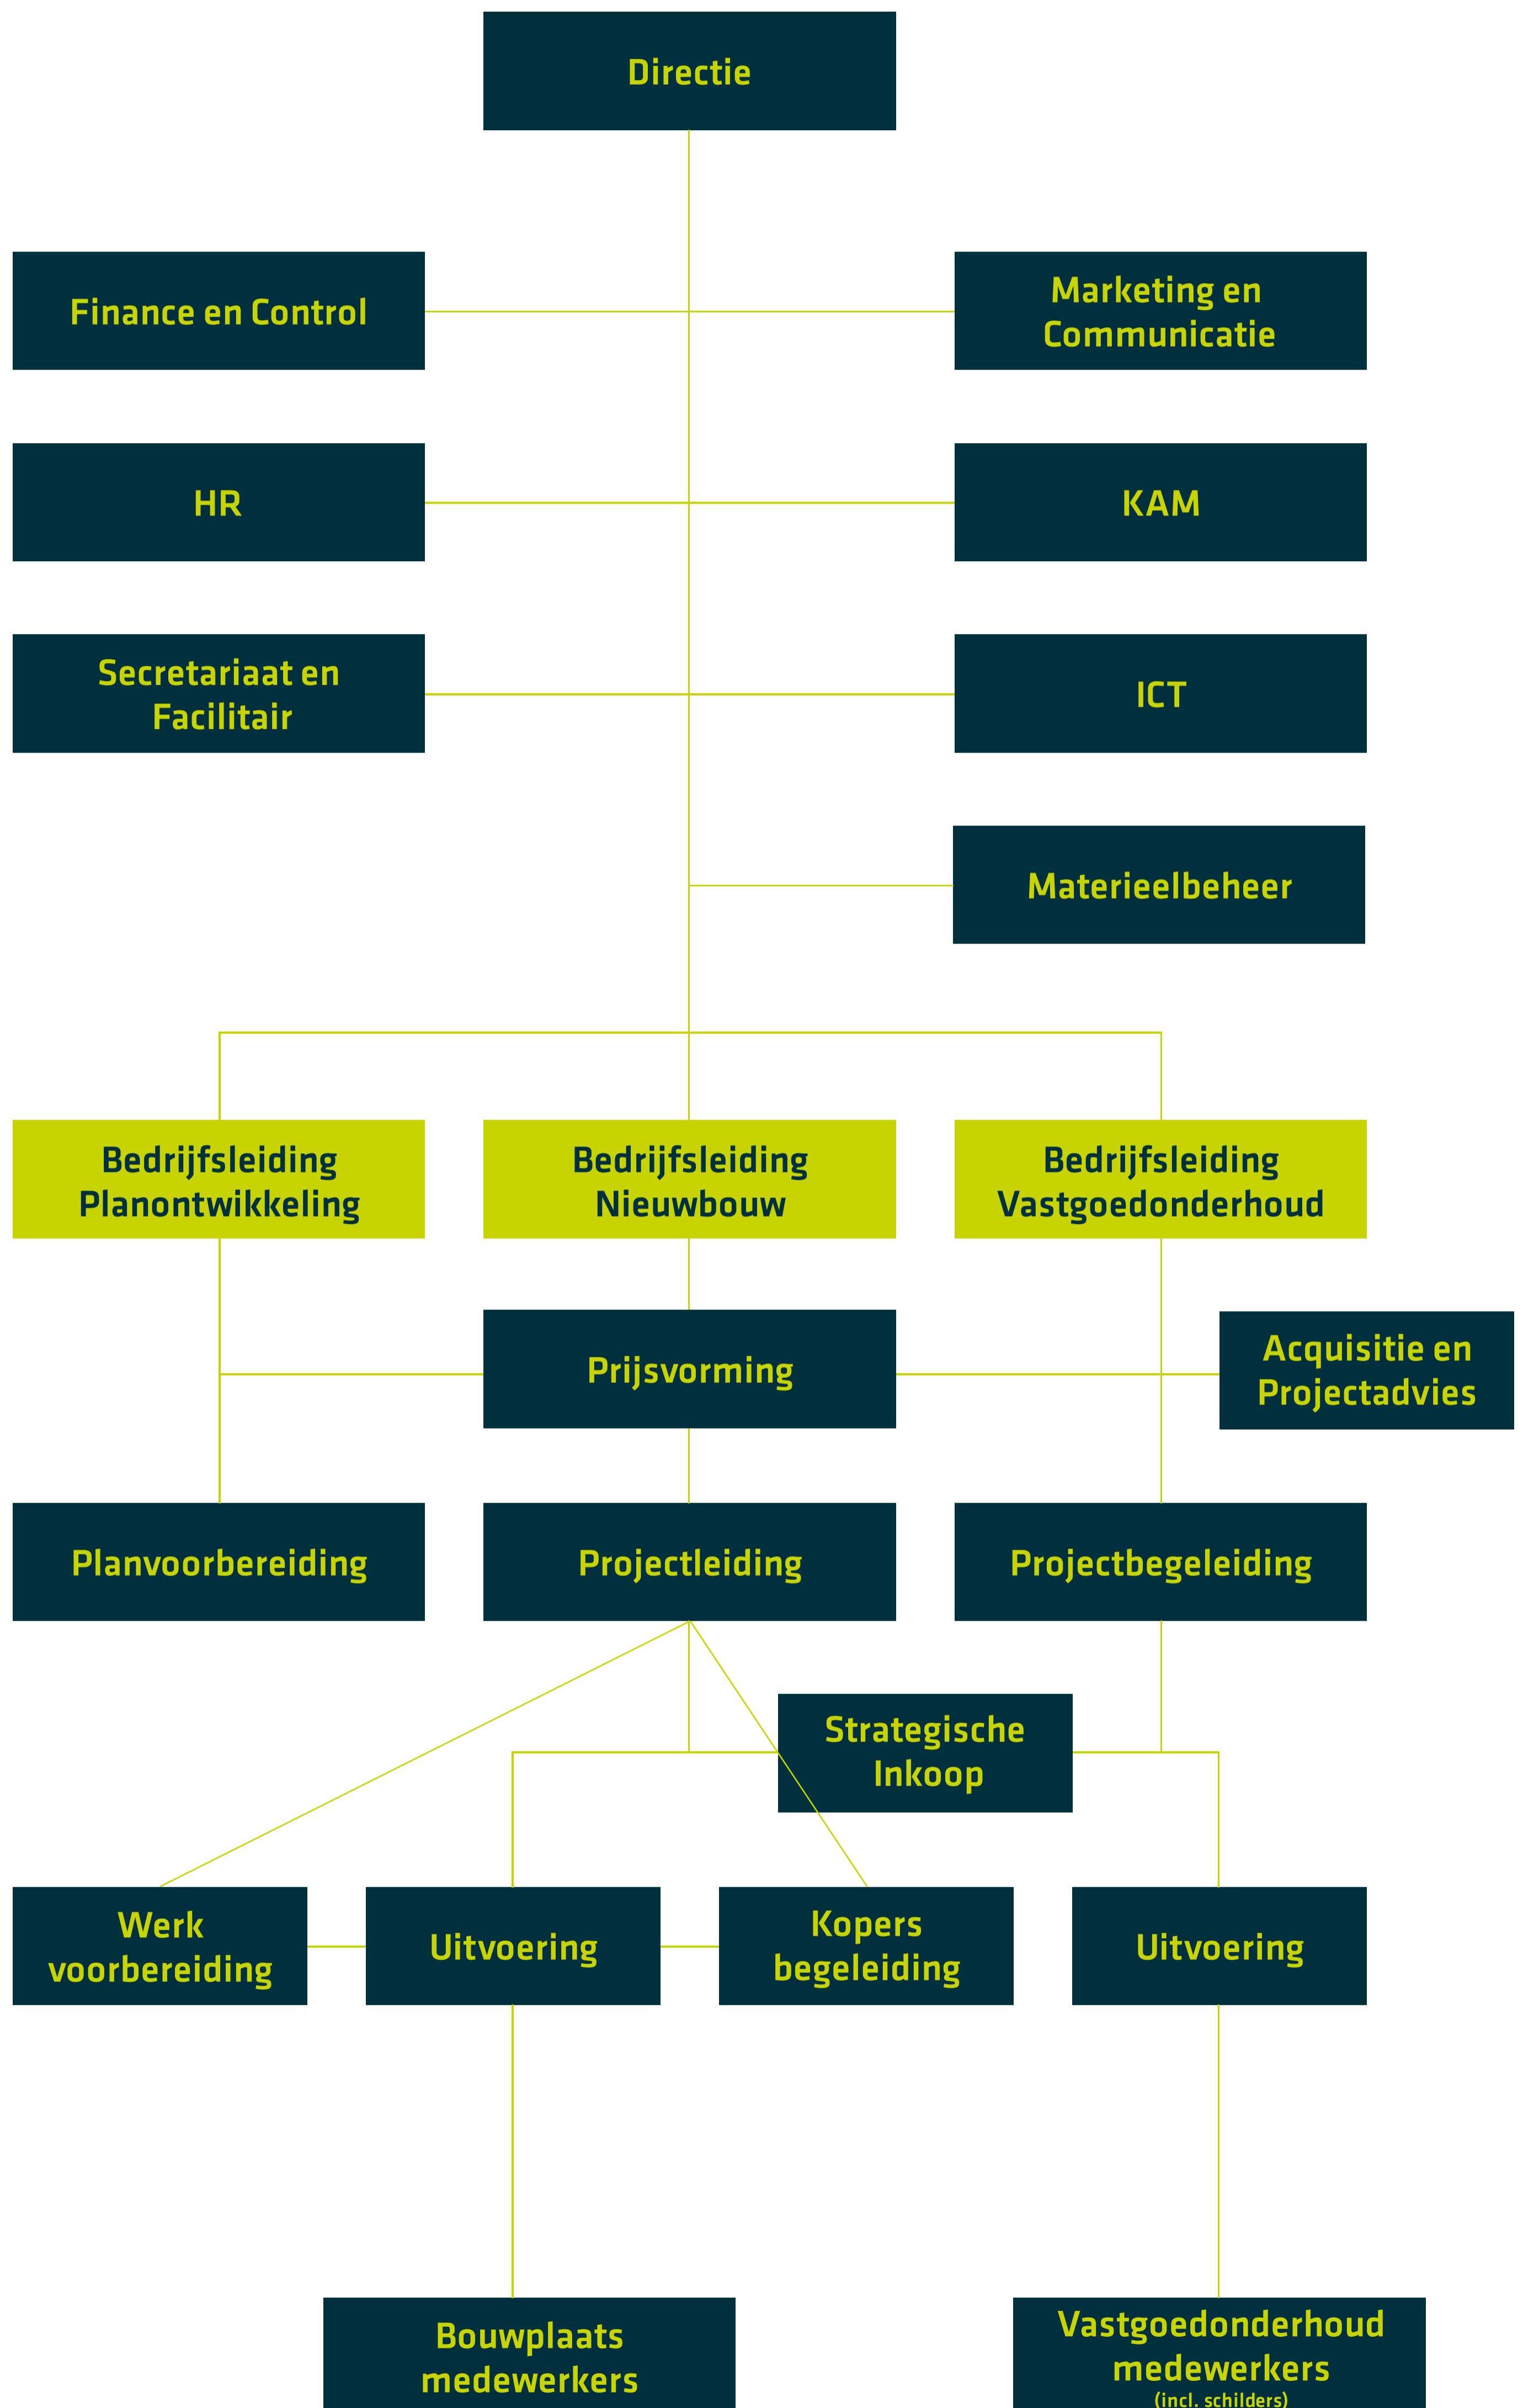 Directie
Finance en Control
Marketing en
Communicatie
HR
KAM
Secretariaat en
Facilitair
ICT
Materieelbeheer
Bedrijfsleiding
Planontwikkeling
Bedrijfsleiding
Nieuwbouw
Bedrijfsleiding
Vastgoedonderhoud
Prijsvorming
Acquisitie en
Projectadvies
Planvoorbereiding
Projectleiding
Projectbegeleiding
Strategische
Inkoop
Werk
voorbereiding
Uitvoering
Kopers
begeleiding
Uitvoering
Bouwplaats
medewerkers
Vastgoedonderhoud
medewerkers
(incl. schilders)